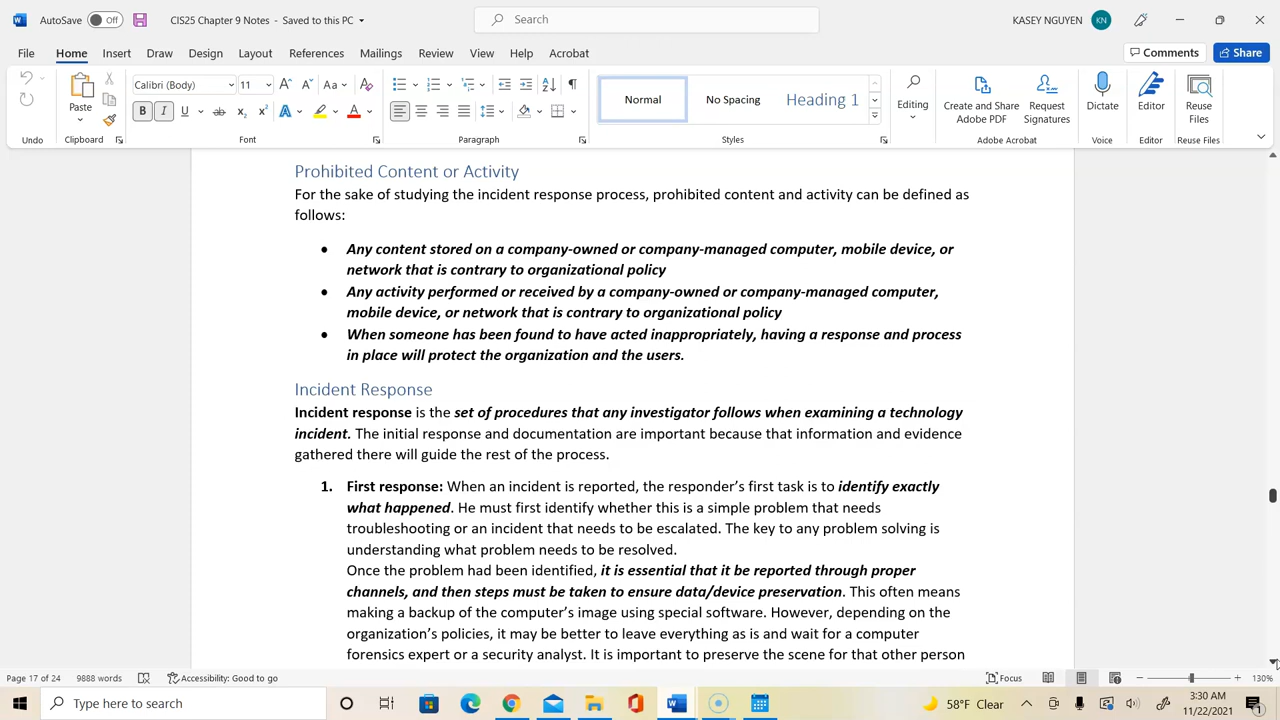 AutoSave Off CIS25 Chapter 9 Notes - Saved to this PC Search KASEY NGUYEN KN
File Home Insert Draw Design Layout References Mailings Review View Help Acrobat Comments Share
Calibri (Body) 11 Aa Normal No Spacing Heading 1
Paste B I U ab x₂ x² A A Editing Create and Share Adobe PDF Request Signatures Dictate Editor Reuse Files
Undo Clipboard Font Paragraph Styles Adobe Acrobat Voice Editor Reuse Files
Prohibited Content or Activity
For the sake of studying the incident response process, prohibited content and activity can be defined as
follows:
• Any content stored on a company-owned or company-managed computer, mobile device, or
network that is contrary to organizational policy
• Any activity performed or received by a company-owned or company-managed computer,
mobile device, or network that is contrary to organizational policy
• When someone has been found to have acted inappropriately, having a response and process
in place will protect the organization and the users.
Incident Response
Incident response is the set of procedures that any investigator follows when examining a technology
incident. The initial response and documentation are important because that information and evidence
gathered there will guide the rest of the process.
1. First response: When an incident is reported, the responder's first task is to identify exactly
what happened. He must first identify whether this is a simple problem that needs
troubleshooting or an incident that needs to be escalated. The key to any problem solving is
understanding what problem needs to be resolved.
Once the problem had been identified, it is essential that it be reported through proper
channels, and then steps must be taken to ensure data/device preservation. This often means
making a backup of the computer's image using special software. However, depending on the
organization's policies, it may be better to leave everything as is and wait for a computer
forensics expert or a security analyst. It is important to preserve the scene for that other person
Page 17 of 24 9888 words Accessibility: Good to go Focus 130%
Type here to search 58°F Clear 3:30 AM
11/22/2021 1